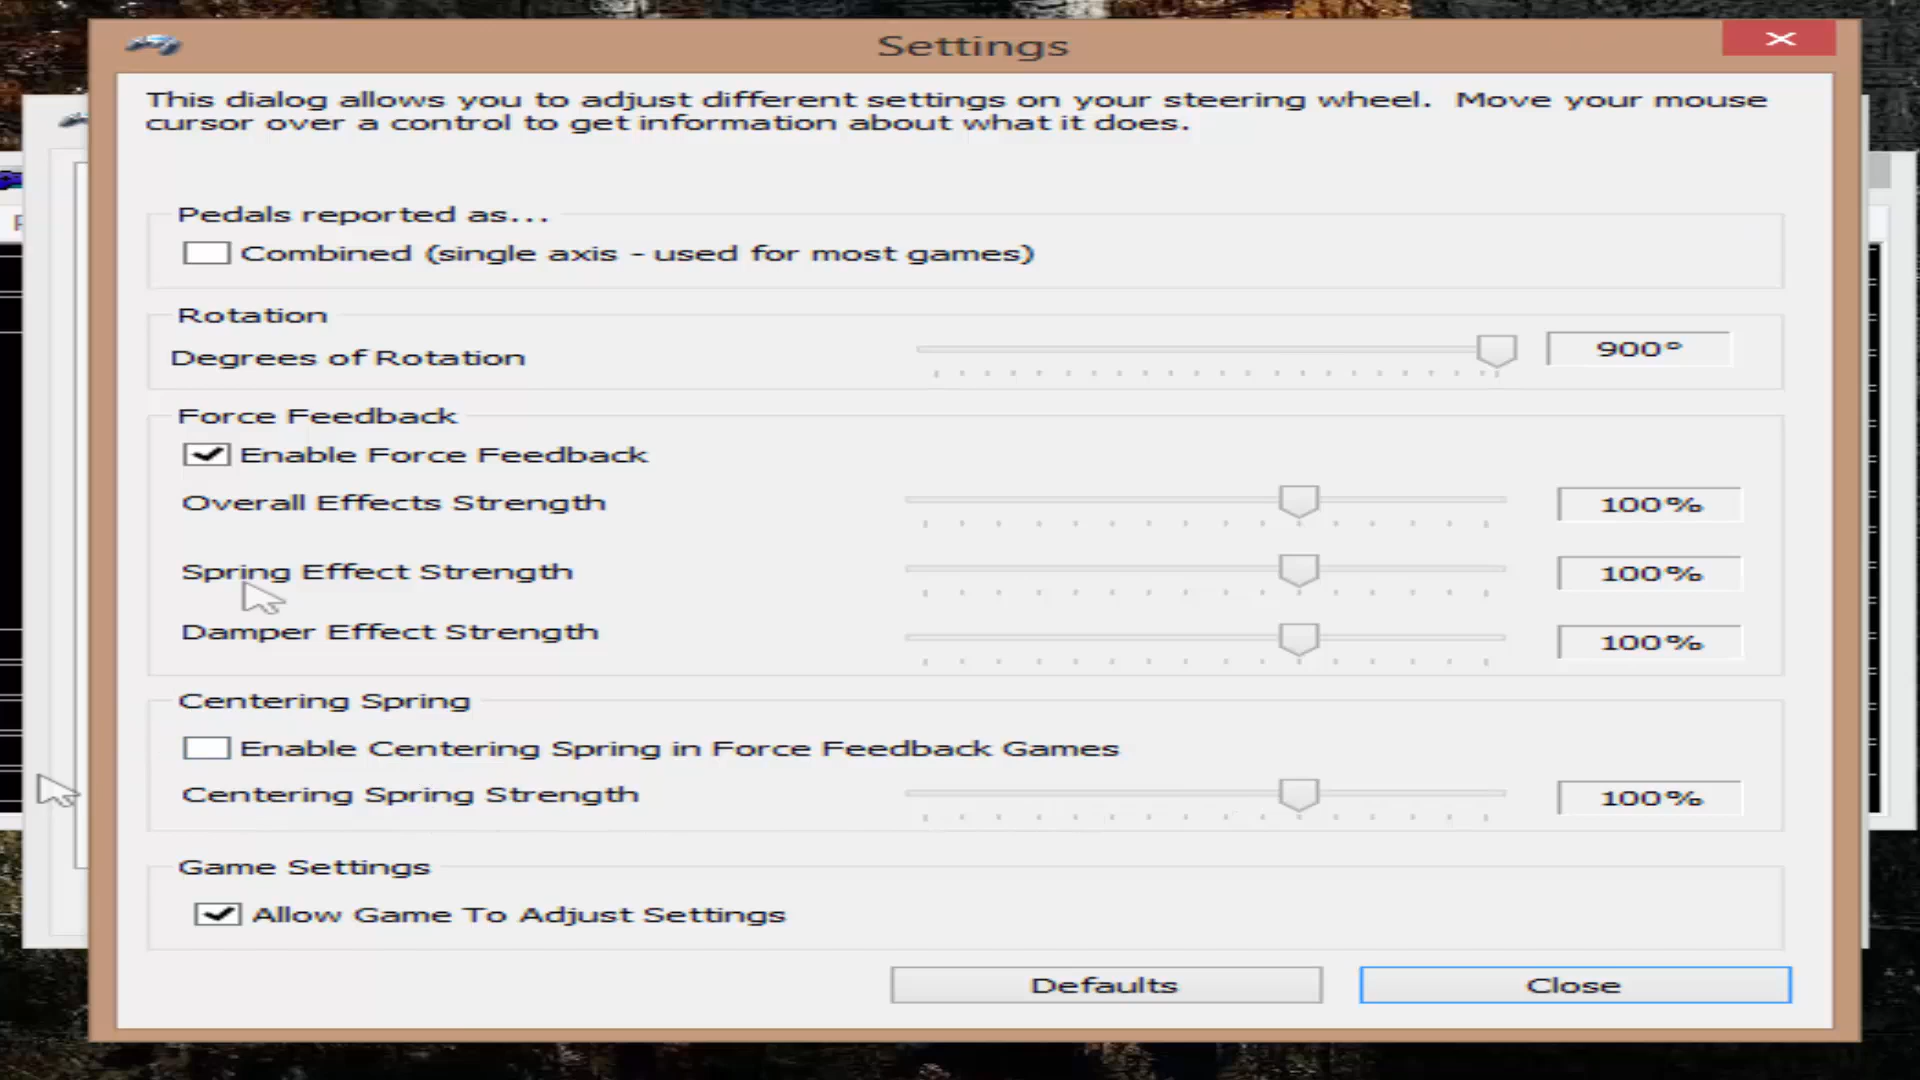 Settings
This dialog allows you to adjust different settings on your steering wheel. Move your mouse
cursor over a control to get information about what it does.
Pedals reported as...
Combined (single axis - used for most games)
Rotation
Degrees of Rotation
900°
Force Feedback
Enable Force Feedback
Overall Effects Strength
100%
Spring Effect Strength
100%
Damper Effect Strength
100%
Centering Spring
Enable Centering Spring in Force Feedback Games
Centering Spring Strength
100%
Game Settings
Allow Game To Adjust Settings
Defaults
Close